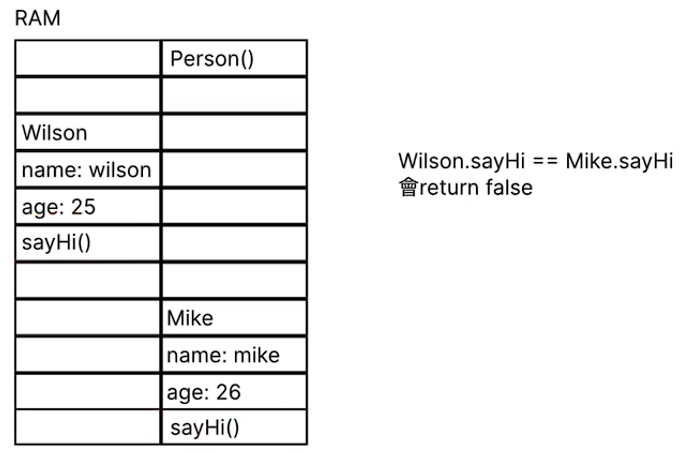 RAM
Person()
Wilson
name: wilson
age: 25
sayHi()
Mike
name: mike
age: 26
sayHi()
Wilson.sayHi == Mike.sayHi
會return false